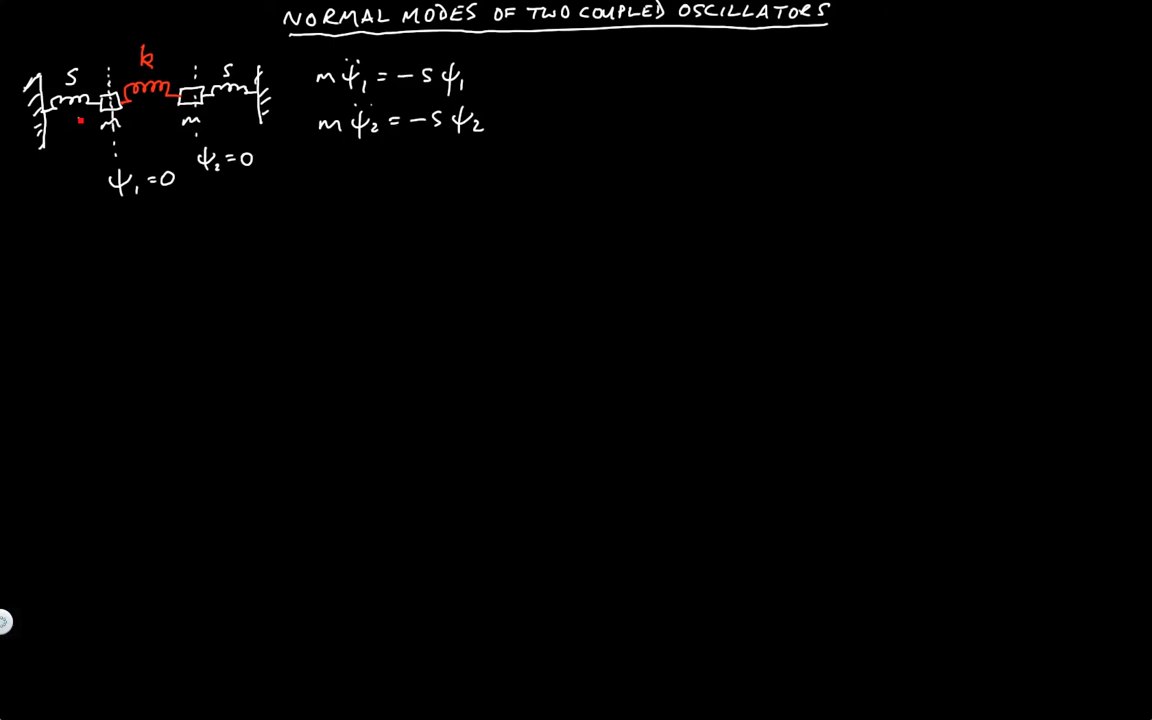 NORMAL MODES OF TWO COUPLED OSCILLATORS
k
s s
m m
ψ₁ = 0
ψ₂ = 0
mψ̈₁ = -sψ₁
mψ̈₂ = -sψ₂